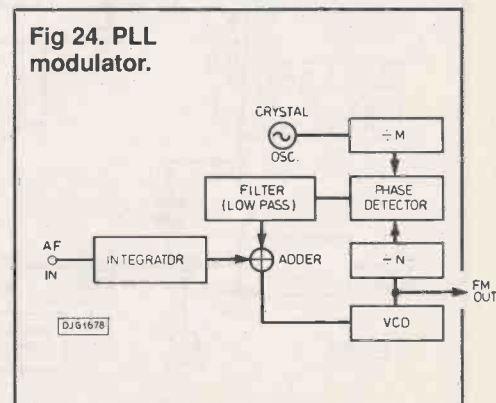 Fig 24. PLL
modulator.
CRYSTAL
OSC.
÷ M
FILTER
(LOW PASS)
PHASE
DETECTOR
AF
IN
INTEGRATOR
ADDER
÷ N
FM
OUT
VCO
DJG1678